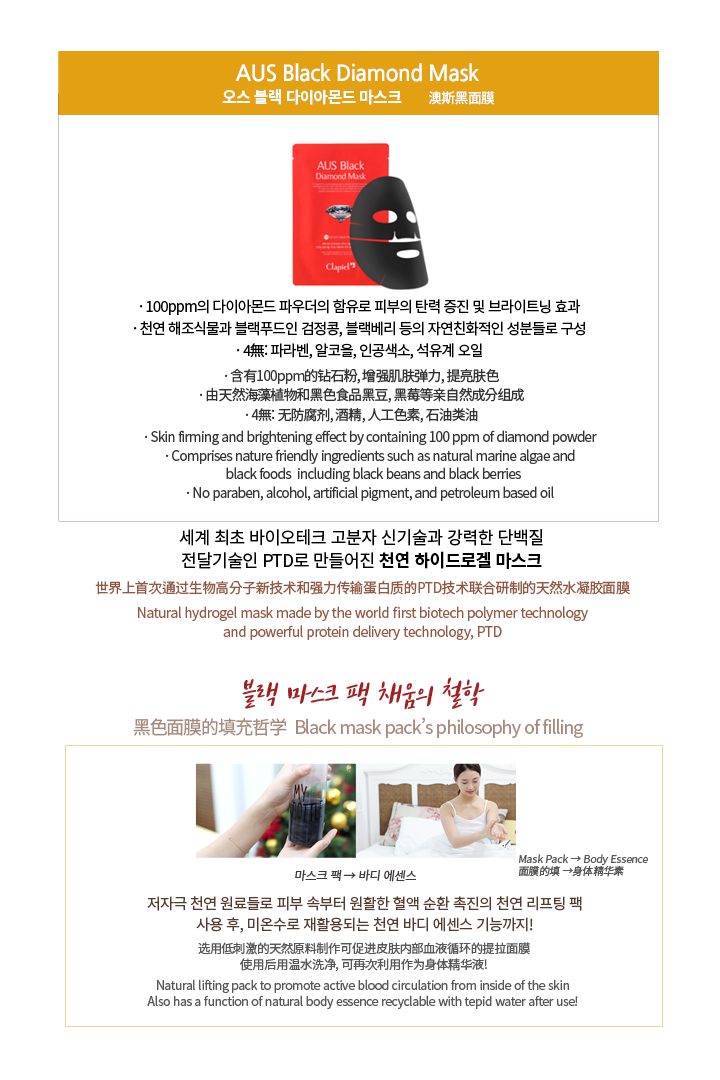 AUS Black Diamond Mask
오스 블랙 다이아몬드 마스크 澳斯黑面膜
AUS Black
Diamond Mask
Clapiel
· 100ppm의 다이아몬드 파우더의 함유로 피부의 탄력 증진 및 브라이트닝 효과
· 천연 해조식물과 블랙푸드인 검정콩, 블랙베리 등의 자연친화적인 성분들로 구성
· 4無: 파라벤, 알코올, 인공색소, 석유계 오일
· 含有100ppm的钻石粉, 增强肌肤弹力, 提亮肤色
· 由天然海藻植物和黑色食品黑豆, 黑莓等亲自然成分组成
· 4無: 无防腐剂, 酒精, 人工色素, 石油类油
· Skin firming and brightening effect by containing 100 ppm of diamond powder
· Comprises nature friendly ingredients such as natural marine algae and
black foods including black beans and black berries
· No paraben, alcohol, artificial pigment, and petroleum based oil
세계 최초 바이오테크 고분자 신기술과 강력한 단백질
전달기술인 PTD로 만들어진 천연 하이드로겔 마스크
世界上首次通过生物高分子新技术和强力传输蛋白质的PTD技术联合研制的天然水凝胶面膜
Natural hydrogel mask made by the world first biotech polymer technology
and powerful protein delivery technology, PTD
블랙 마스크 팩 채움의 철학
黑色面膜的填充哲学 Black mask pack's philosophy of filling
MY
Mask Pack → Body Essence
面膜的填 →身体精华素
마스크 팩 → 바디 에센스
저자극 천연 원료들로 피부 속부터 원활한 혈액 순환 촉진의 천연 리프팅 팩
사용 후, 미온수로 재활용되는 천연 바디 에센스 기능까지!
选用低刺激的天然原料制作可促进皮肤内部血液循环的提拉面膜
使用后用温水洗净, 可再次利用作为身体精华液!
Natural lifting pack to promote active blood circulation from inside of the skin
Also has a function of natural body essence recyclable with tepid water after use!